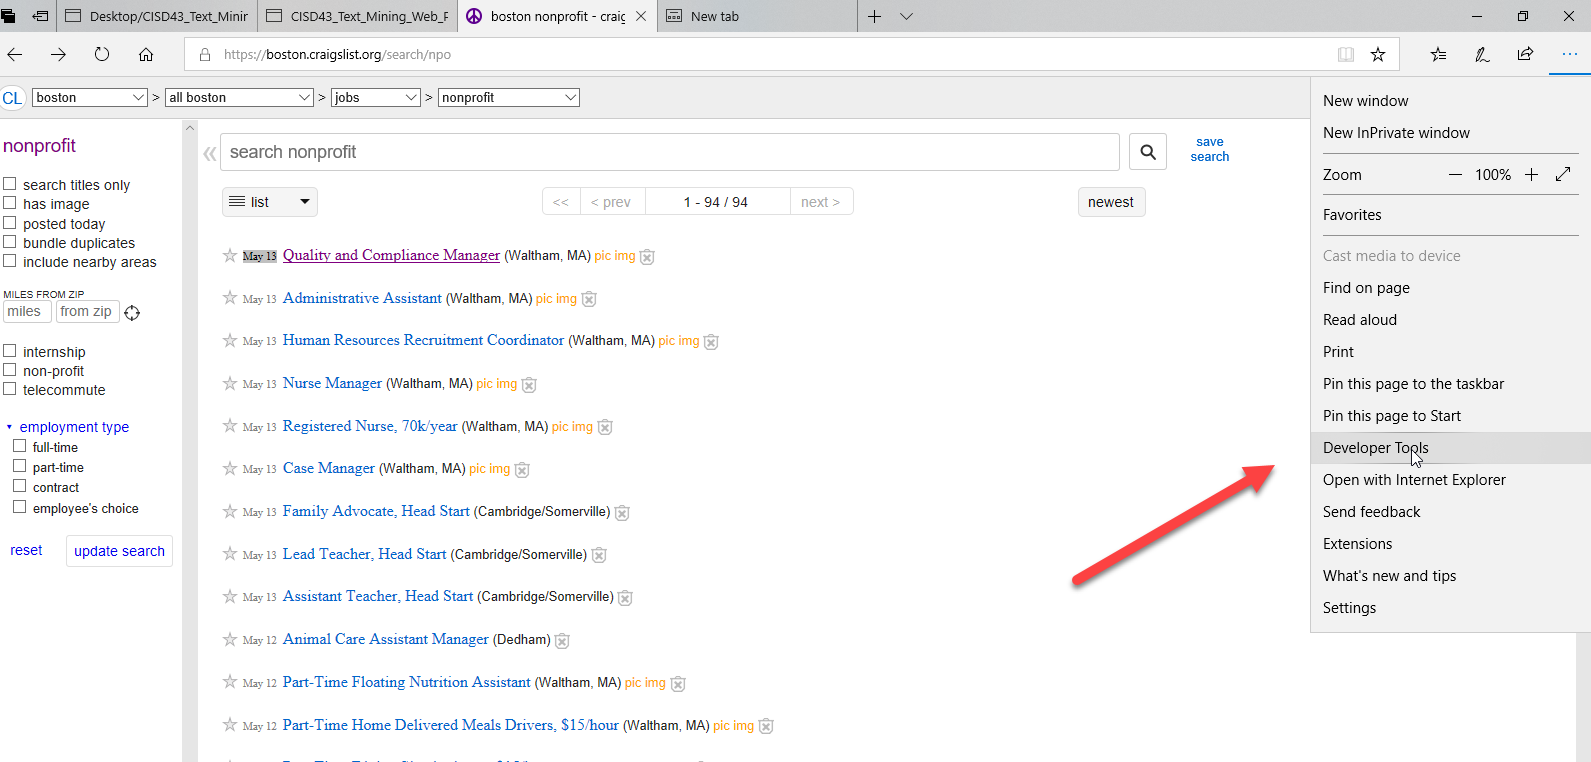 Desktop/CISD43_Text_Minir
CISD43_Text_Mining_Web_F
boston nonprofit - craig
New tab
https://boston.craigslist.org/search/npo
CL boston > all boston > jobs > nonprofit
nonprofit
search titles only
has image
posted today
bundle duplicates
include nearby areas
MILES FROM ZIP
miles from zip
internship
non-profit
telecommute
employment type
full-time
part-time
contract
employee's choice
reset update search
search nonprofit
save
search
list << < prev 1 - 94 / 94 next > newest
May 13 Quality and Compliance Manager (Waltham, MA) pic img
May 13 Administrative Assistant (Waltham, MA) pic img
May 13 Human Resources Recruitment Coordinator (Waltham, MA) pic img
May 13 Nurse Manager (Waltham, MA) pic img
May 13 Registered Nurse, 70k/year (Waltham, MA) pic img
May 13 Case Manager (Waltham, MA) pic img
May 13 Family Advocate, Head Start (Cambridge/Somerville)
May 13 Lead Teacher, Head Start (Cambridge/Somerville)
May 13 Assistant Teacher, Head Start (Cambridge/Somerville)
May 12 Animal Care Assistant Manager (Dedham)
May 12 Part-Time Floating Nutrition Assistant (Waltham, MA) pic img
May 12 Part-Time Home Delivered Meals Drivers, $15/hour (Waltham, MA) pic img
New window
New InPrivate window
Zoom — 100% +
Favorites
Cast media to device
Find on page
Read aloud
Print
Pin this page to the taskbar
Pin this page to Start
Developer Tools
Open with Internet Explorer
Send feedback
Extensions
What's new and tips
Settings